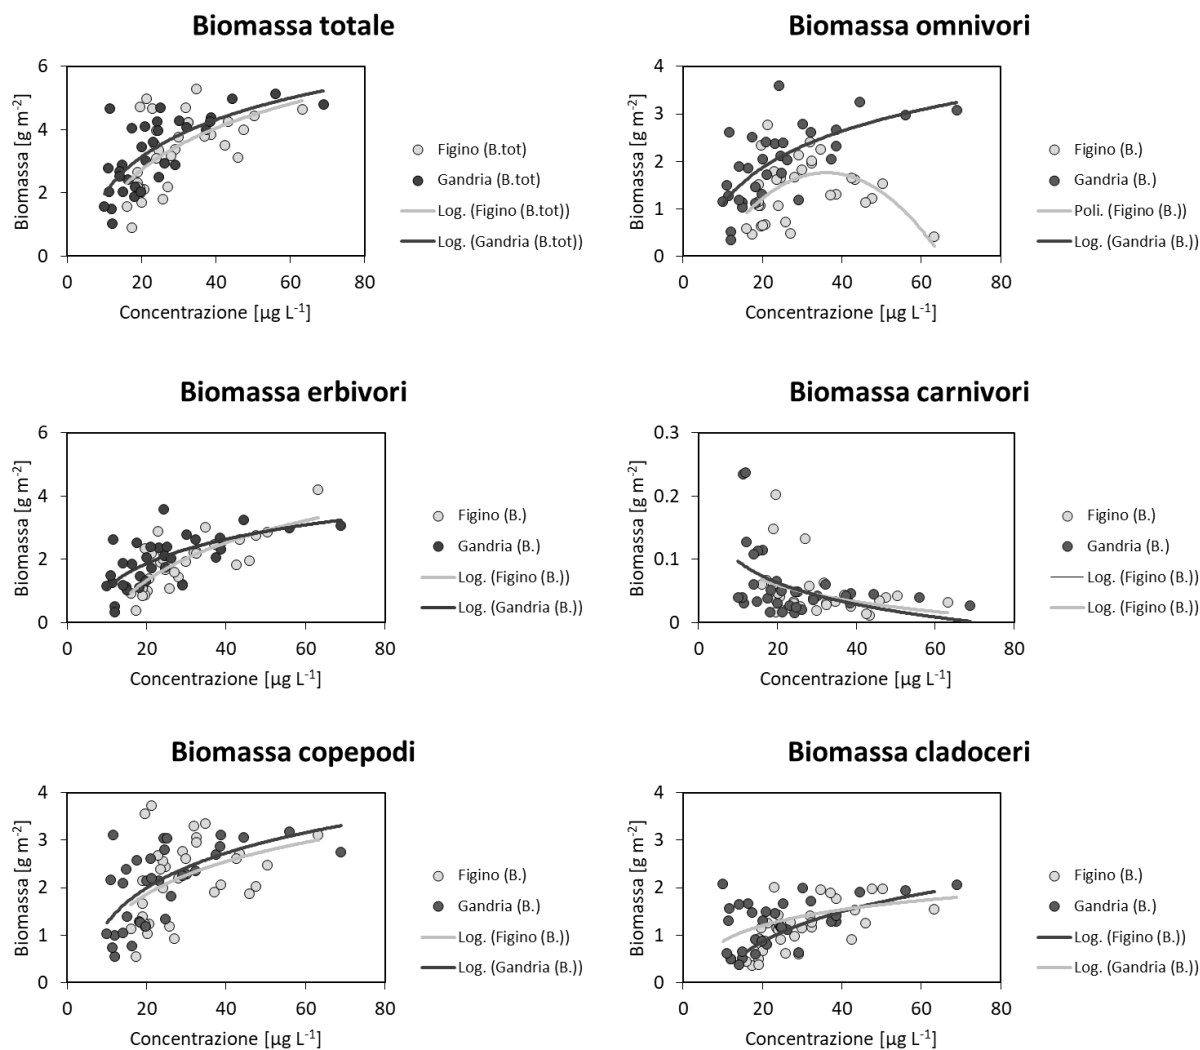 Biomassa totale
Biomassa [g m⁻²]
6
4
2
0
0 20 40 60 80
Concentrazione [µg L⁻¹]
Figino (B.tot)
Gandria (B.tot)
Log. (Figino (B.tot))
Log. (Gandria (B.tot))
Biomassa omnivori
Biomassa [g m⁻²]
4
3
2
1
0
0 20 40 60 80
Concentrazione [µg L⁻¹]
Figino (B.)
Gandria (B.)
Poli. (Figino (B.))
Log. (Gandria (B.))
Biomassa erbivori
Biomassa [g m⁻²]
6
4
2
0
0 20 40 60 80
Concentrazione [µg L⁻¹]
Figino (B.)
Gandria (B.)
Log. (Figino (B.))
Log. (Gandria (B.))
Biomassa carnivori
Biomassa [g m⁻²]
0.3
0.2
0.1
0
0 20 40 60 80
Concentrazione [µg L⁻¹]
Figino (B.)
Gandria (B.)
Log. (Figino (B.))
Log. (Figino (B.))
Biomassa copepodi
Biomassa [g m⁻²]
4
3
2
1
0
0 20 40 60 80
Concentrazione [µg L⁻¹]
Figino (B.)
Gandria (B.)
Log. (Figino (B.))
Log. (Gandria (B.))
Biomassa cladoceri
Biomassa [g m⁻²]
4
3
2
1
0
0 20 40 60 80
Concentrazione [µg L⁻¹]
Figino (B.)
Gandria (B.)
Log. (Figino (B.))
Log. (Gandria (B.))